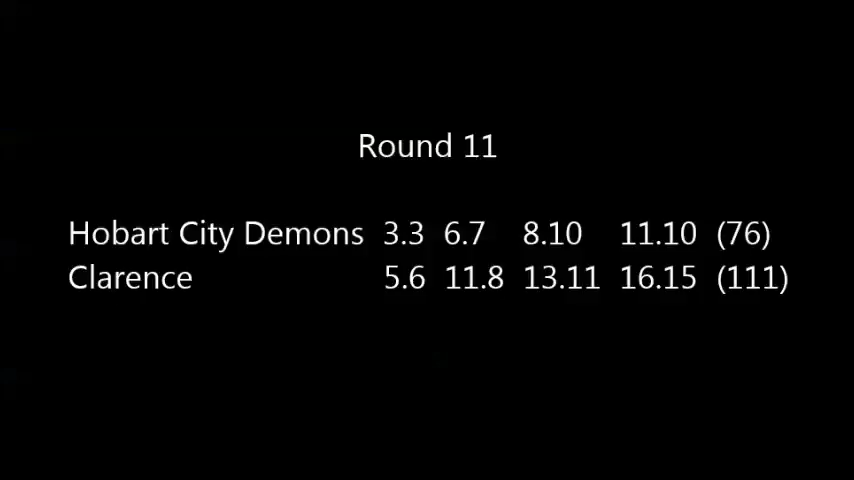 Round 11
Hobart City Demons 3.3 6.7 8.10 11.10 (76)
Clarence 5.6 11.8 13.11 16.15 (111)